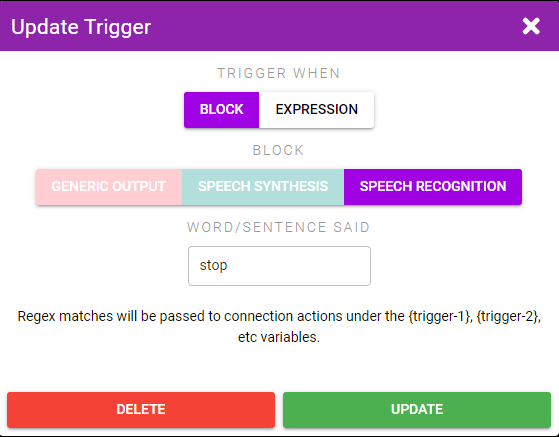 Update Trigger
TRIGGER WHEN
BLOCK EXPRESSION
BLOCK
GENERIC OUTPUT SPEECH SYNTHESIS SPEECH RECOGNITION
WORD/SENTENCE SAID
stop
Regex matches will be passed to connection actions under the {trigger-1}, {trigger-2},
etc variables.
DELETE UPDATE